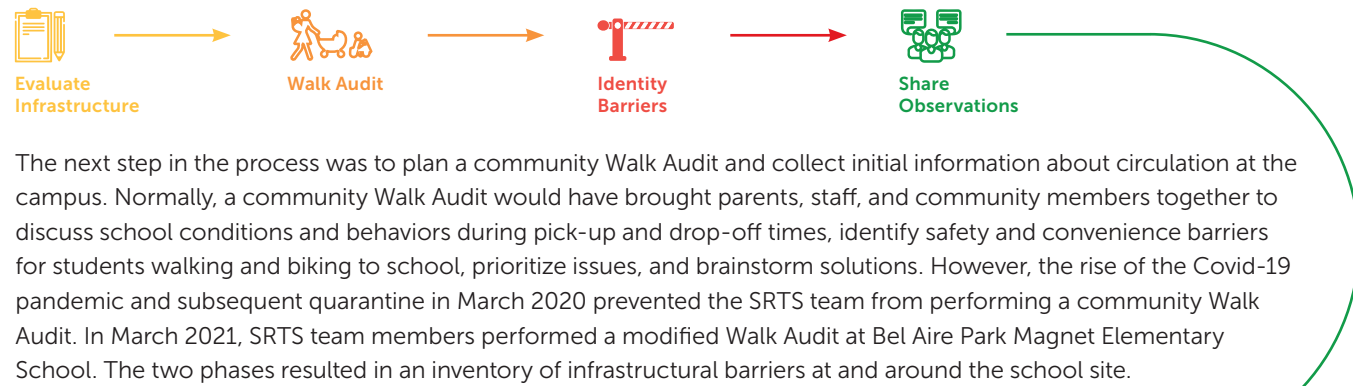 Evaluate
Infrastructure
Walk Audit
Identity
Barriers
Share
Observations
The next step in the process was to plan a community Walk Audit and collect initial information about circulation at the
campus. Normally, a community Walk Audit would have brought parents, staff, and community members together to
discuss school conditions and behaviors during pick-up and drop-off times, identify safety and convenience barriers
for students walking and biking to school, prioritize issues, and brainstorm solutions. However, the rise of the Covid-19
pandemic and subsequent quarantine in March 2020 prevented the SRTS team from performing a community Walk
Audit. In March 2021, SRTS team members performed a modified Walk Audit at Bel Aire Park Magnet Elementary
School. The two phases resulted in an inventory of infrastructural barriers at and around the school site.